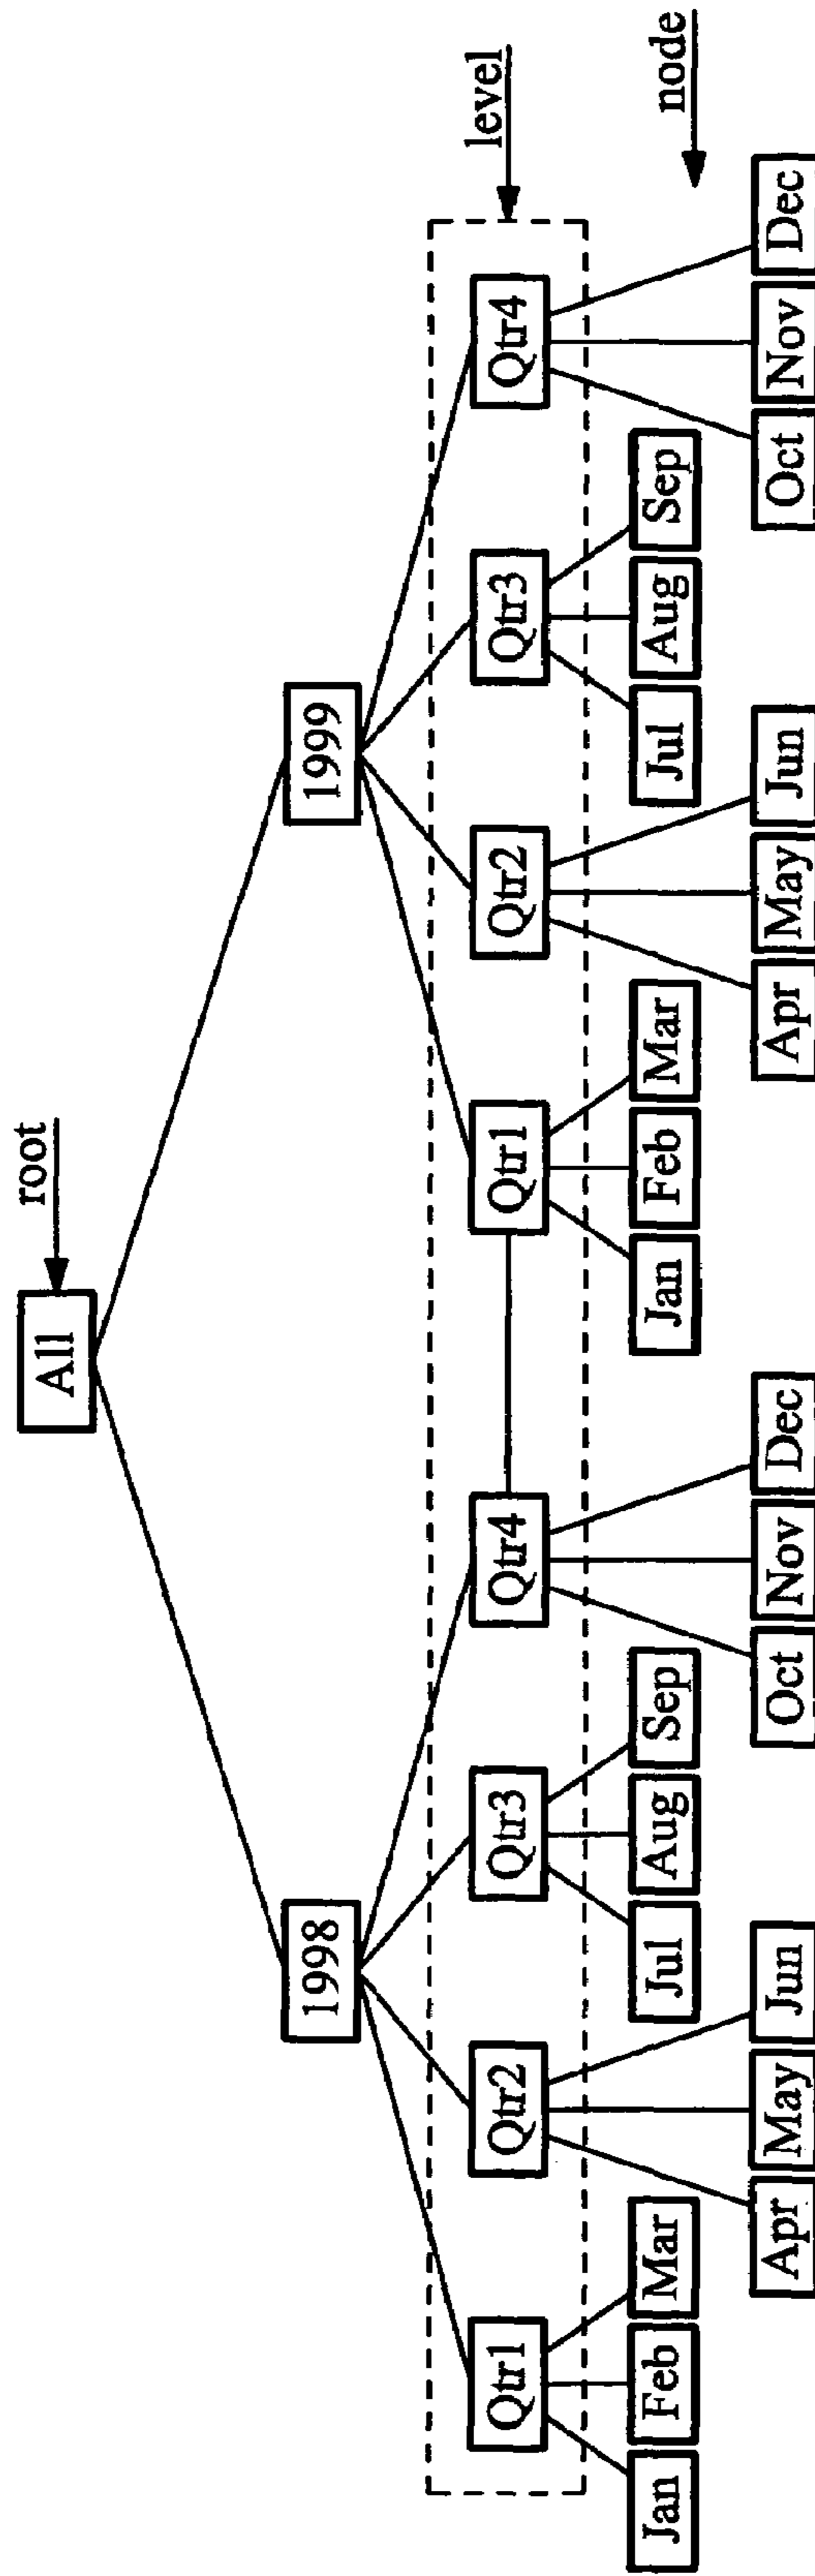 root
All
1998
1999
level
Qtr1 Qtr2 Qtr3 Qtr4 Qtr1 Qtr2 Qtr3 Qtr4
node
Jan Feb Mar Jul Aug Sep Jan Feb Mar Jul Aug Sep
Apr May Jun Oct Nov Dec Apr May Jun Oct Nov Dec